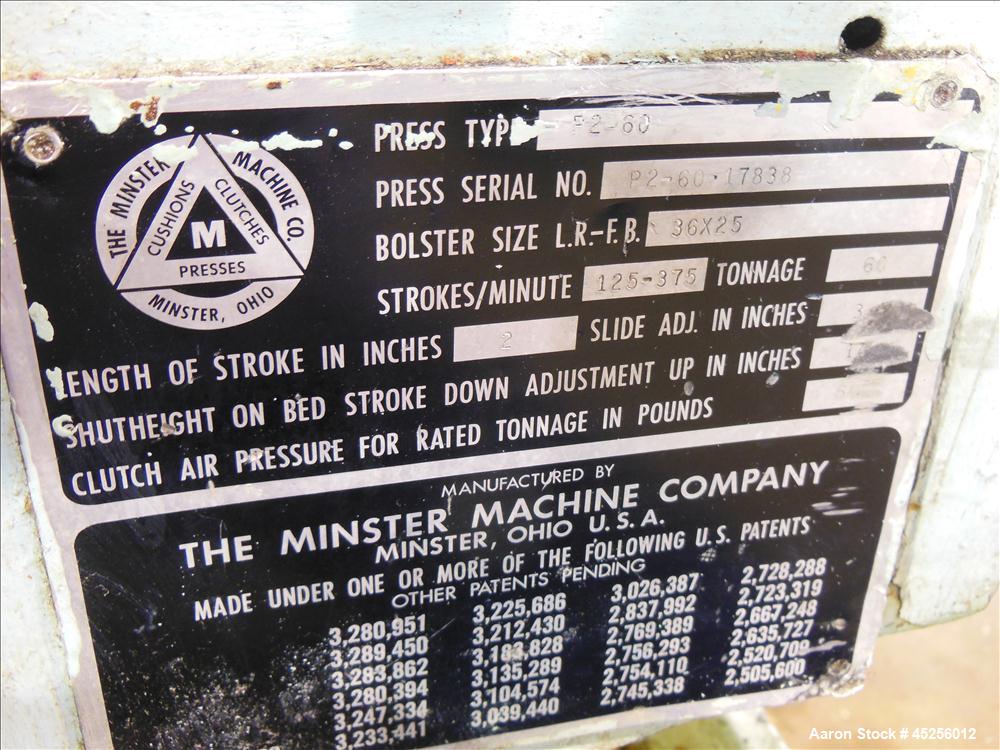 THE MINSTER MACHINE CO.
CUSHIONS CLUTCHES
M
PRESSES
MINSTER, OHIO
PRESS TYPE P2-60
PRESS SERIAL NO. P2-60-17838
BOLSTER SIZE L.R.-F.B. 36X25
STROKES/MINUTE 125-375 TONNAGE 60
LENGTH OF STROKE IN INCHES 2 SLIDE ADJ. IN INCHES 3
SHUTHEIGHT ON BED STROKE DOWN ADJUSTMENT UP IN INCHES
CLUTCH AIR PRESSURE FOR RATED TONNAGE IN POUNDS
MANUFACTURED BY
THE MINSTER MACHINE COMPANY
MINSTER, OHIO U.S.A.
MADE UNDER ONE OR MORE OF THE FOLLOWING U.S. PATENTS
OTHER PATENTS PENDING
3,280,951 3,225,686 3,026,387 2,728,288
3,289,450 3,212,430 2,837,992 2,723,319
3,283,862 3,163,828 2,769,389 2,667,248
3,280,394 3,135,289 2,756,293 2,635,727
3,247,334 3,104,574 2,754,110 2,520,709
3,233,441 3,039,440 2,745,338 2,505,600
Aaron Stock # 45256012